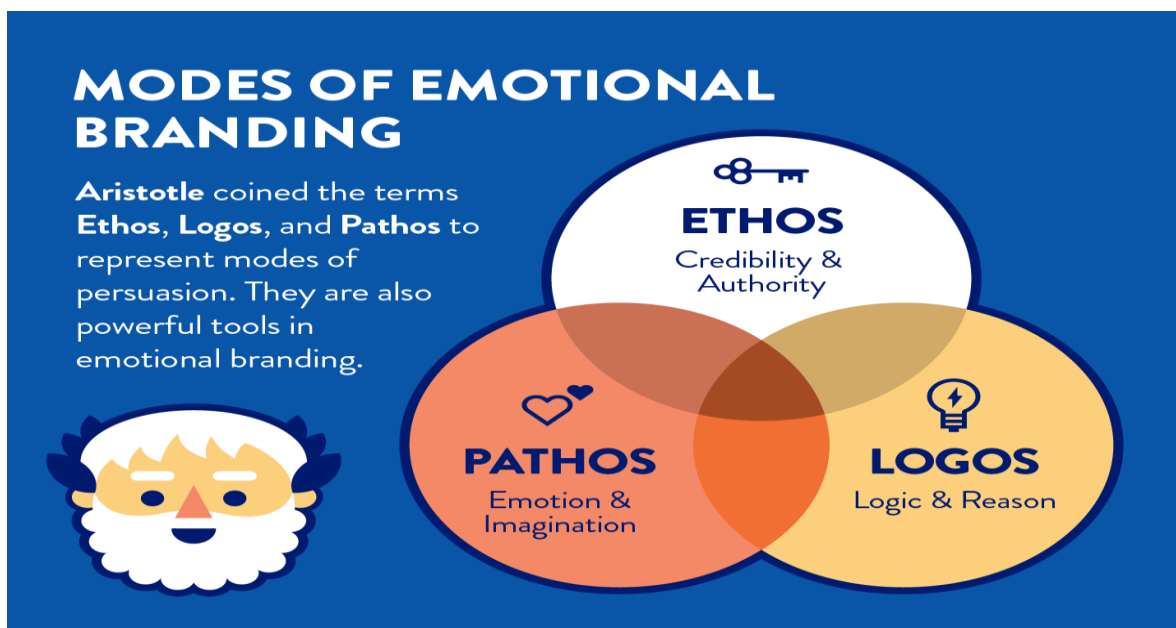 MODES OF EMOTIONAL
BRANDING
Aristotle coined the terms
Ethos, Logos, and Pathos to
represent modes of
persuasion. They are also
powerful tools in
emotional branding.
ETHOS
Credibility &
Authority
PATHOS
Emotion &
Imagination
LOGOS
Logic & Reason